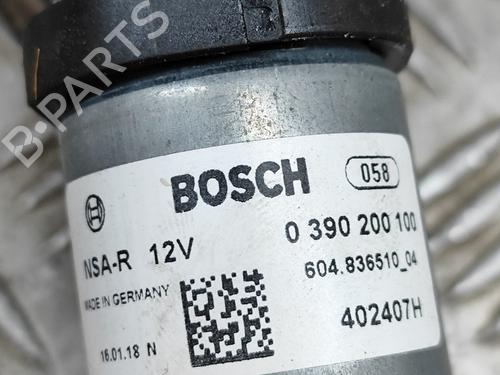 B-PARTS
BOSCH
058
NSA-R 12V
0 390 200 100
MADE IN GERMANY
604.836510_04
402407H
16.01.18 N